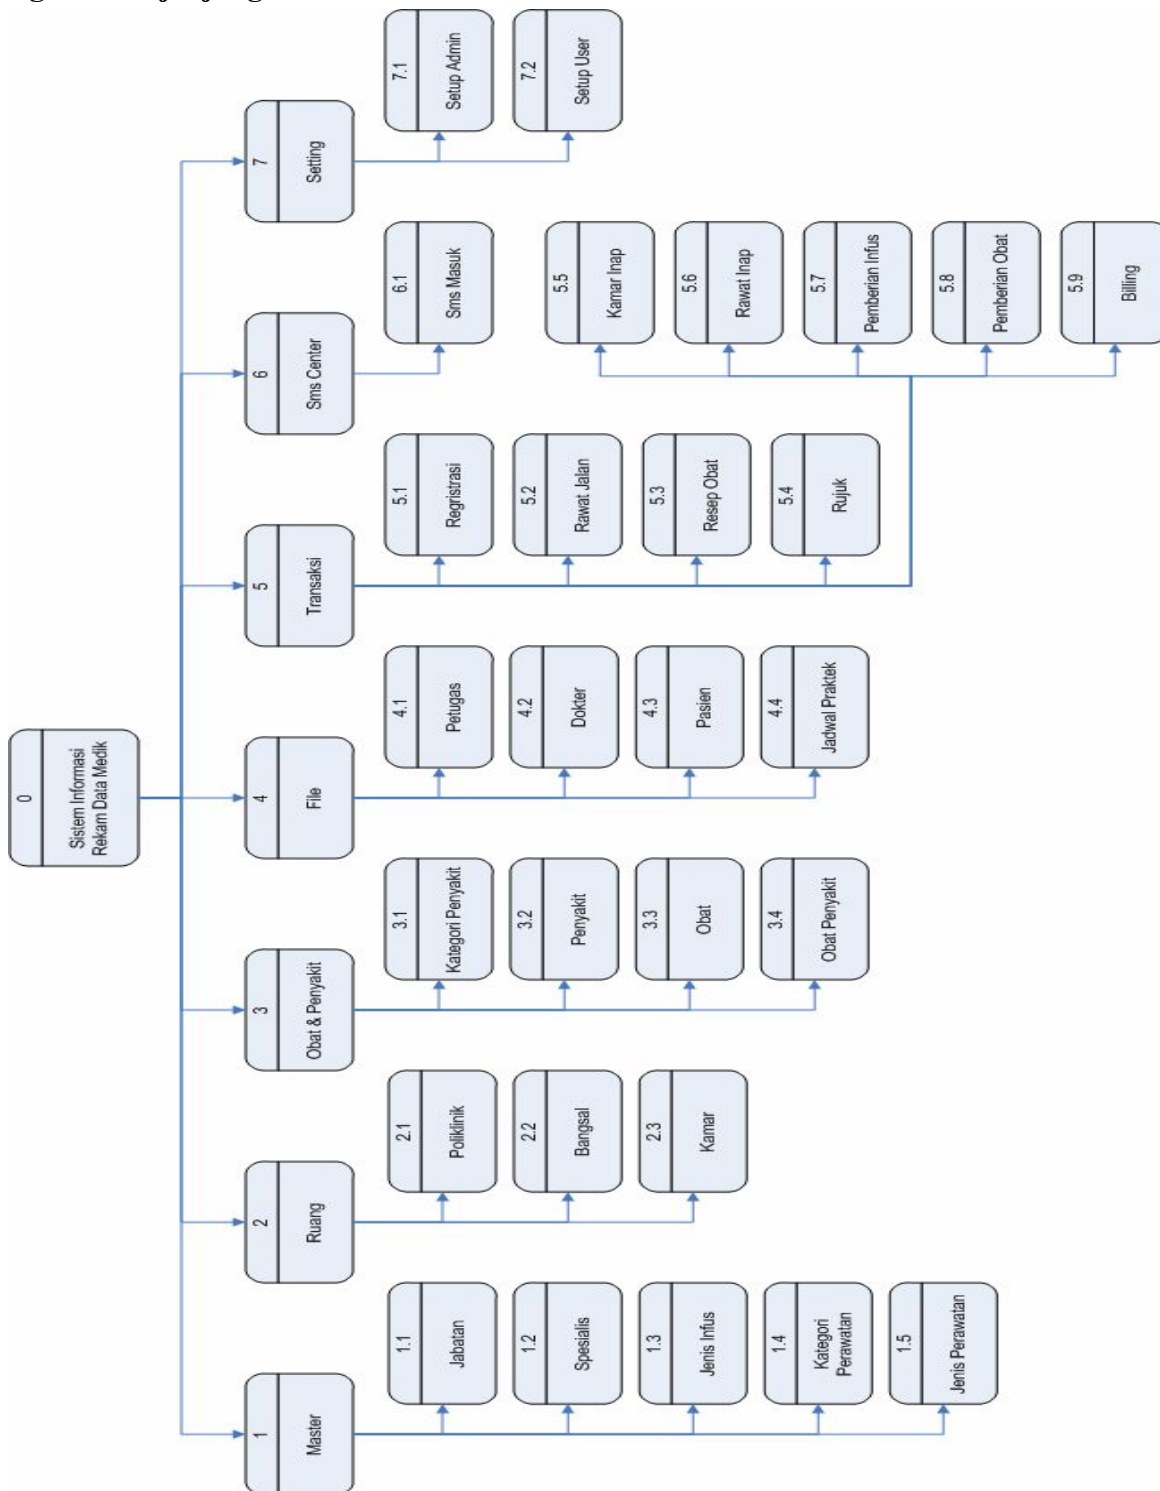 0
Sistem Informasi
Rekam Data Medik
1
Master
1.1
Jabatan
1.2
Spesialis
1.3
Jenis Infus
1.4
Kategori
Perawatan
1.5
Jenis Perawatan
2
Ruang
2.1
Poliklinik
2.2
Bangsal
2.3
Kamar
3
Obat & Penyakit
3.1
Kategori Penyakit
3.2
Penyakit
3.3
Obat
3.4
Obat Penyakit
4
File
4.1
Petugas
4.2
Dokter
4.3
Pasien
4.4
Jadwal Praktek
5
Transaksi
5.1
Regristrasi
5.2
Rawat Jalan
5.3
Resep Obat
5.4
Rujuk
5.5
Kamar Inap
5.6
Rawat Inap
5.7
Pemberian Infus
5.8
Pemberian Obat
5.9
Billing
6
Sms Center
6.1
Sms Masuk
7
Setting
7.1
Setup Admin
7.2
Setup User